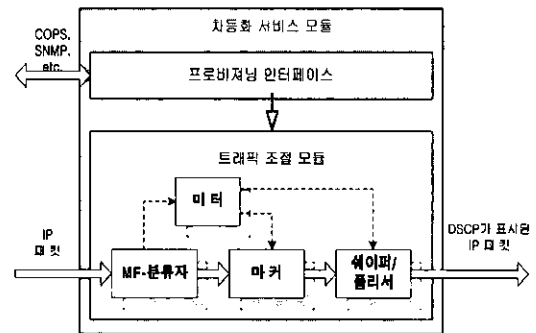 차등화 서비스 모듈
COPS,
SNMP,
etc.
프로비져닝 인터페이스
트래픽 조절 모듈
미터
IP
패킷
MF-분류자
마커
쉐이퍼/
폴리서
DSCP가 표시된
IP 패킷